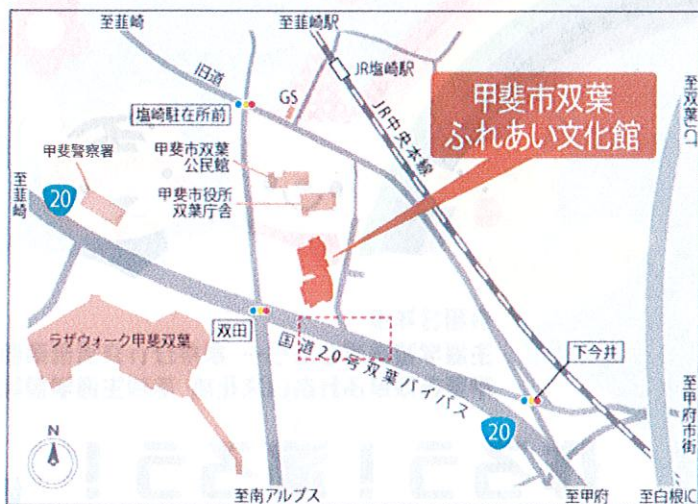 至韮崎
至韮崎駅
JR塩崎駅
旧道
GS
塩崎駐在所前
JR中央本線
甲斐市双葉
ふれあい文化館
至双葉JCT
甲斐警察署
甲斐市双葉
公民館
甲斐市役所
双葉庁舎
至韮崎
20
ラザウォーク甲斐双葉
双田
国道20号双葉バイパス
下今井
20
至甲府市街
N
至南アルプス
至甲府
至白根IC